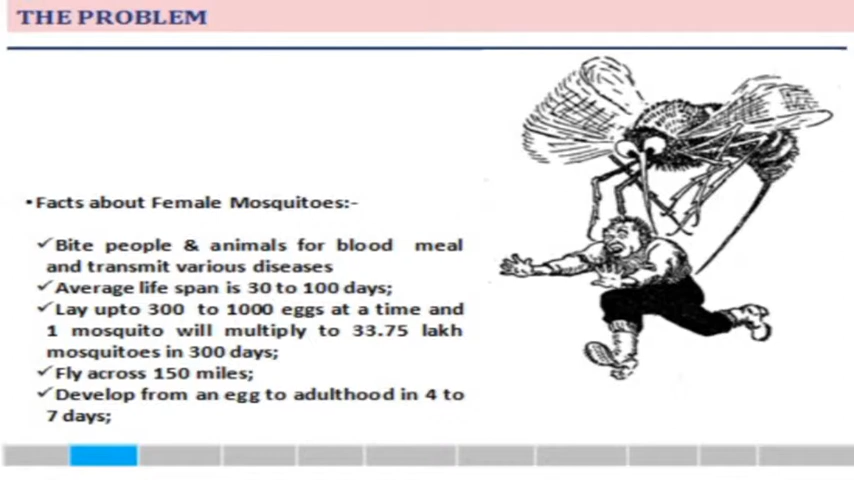 THE PROBLEM
•Facts about Female Mosquitoes:-
✓Bite people & animals for blood meal
and transmit various diseases
✓Average life span is 30 to 100 days;
✓Lay upto 300 to 1000 eggs at a time and
1 mosquito will multiply to 33.75 lakh
mosquitoes in 300 days;
✓Fly across 150 miles;
✓Develop from an egg to adulthood in 4 to
7 days;